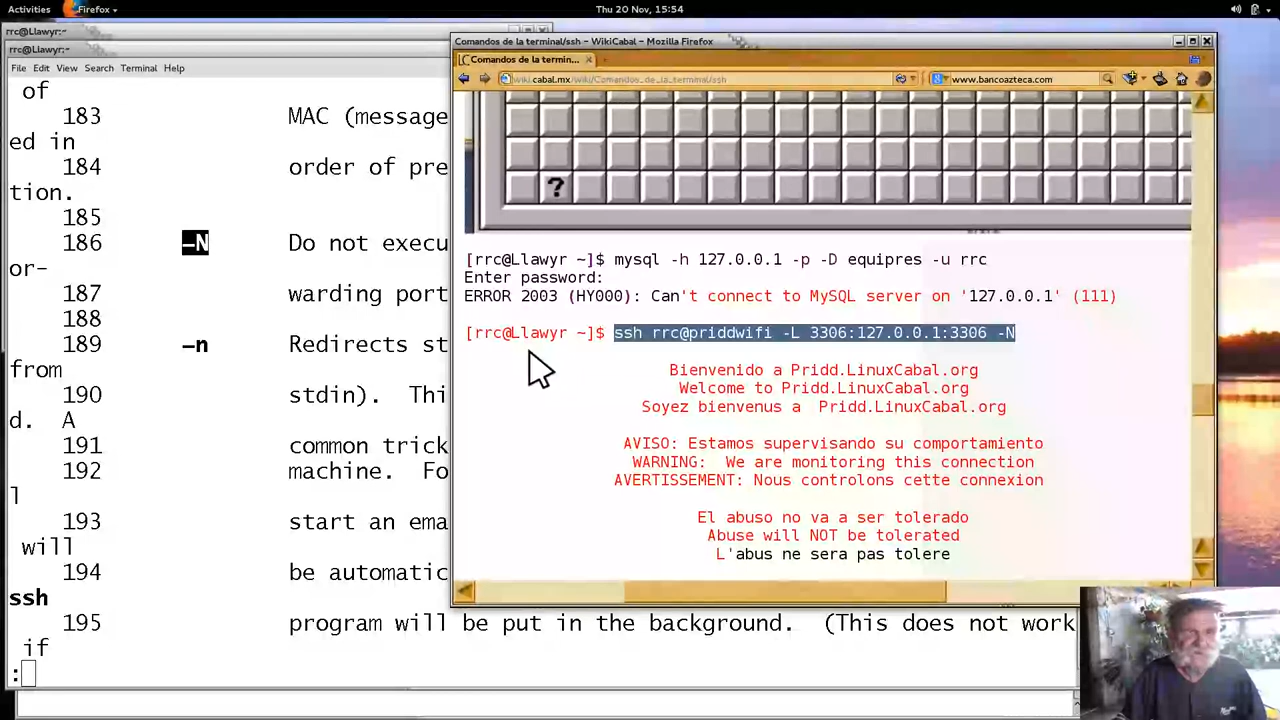 Activities
Firefox
Thu 20 Nov, 15:54
rrc@Llawyr:~
rrc@Llawyr:~
File Edit View Search Terminal Help
of
183 MAC (message
ed in
184 order of pre
tion.
185
186 –N Do not execu
or-
187 warding port
188
189 –n Redirects st
from
190 stdin). Thi
d. A
191 common trick
192 machine. Fo
l
193 start an ema
will
194 be automatic
ssh
195 program will be put in the background. (This does not work
if
:
Comandos de la terminal/ssh - WikiCabal - Mozilla Firefox
Comandos de la termin...
wiki.cabal.mx/wiki/Comandos_de_la_terminal/ssh
www.bancoazteca.com
?
[rrc@Llawyr ~]$ mysql -h 127.0.0.1 -p -D equipres -u rrc
Enter password:
ERROR 2003 (HY000): Can't connect to MySQL server on '127.0.0.1' (111)
[rrc@Llawyr ~]$ ssh rrc@priddwifi -L 3306:127.0.0.1:3306 -N
Bienvenido a Pridd.LinuxCabal.org
Welcome to Pridd.LinuxCabal.org
Soyez bienvenus a Pridd.LinuxCabal.org
AVISO: Estamos supervisando su comportamiento
WARNING: We are monitoring this connection
AVERTISSEMENT: Nous controlons cette connexion
El abuso no va a ser tolerado
Abuse will NOT be tolerated
L'abus ne sera pas tolere